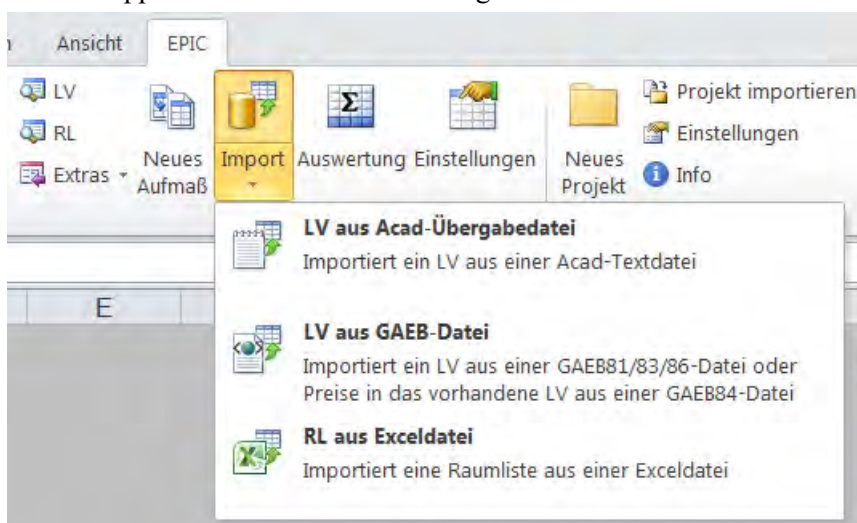 Ansicht EPIC
LV
RL
Extras
Neues
Aufmaß
Import
Auswertung
Einstellungen
Neues
Projekt
Projekt importieren
Einstellungen
Info
LV aus Acad-Übergabedatei
Importiert ein LV aus einer Acad-Textdatei
E
LV aus GAEB-Datei
Importiert ein LV aus einer GAEB81/83/86-Datei oder
Preise in das vorhandene LV aus einer GAEB84-Datei
RL aus Exceldatei
Importiert eine Raumliste aus einer Exceldatei